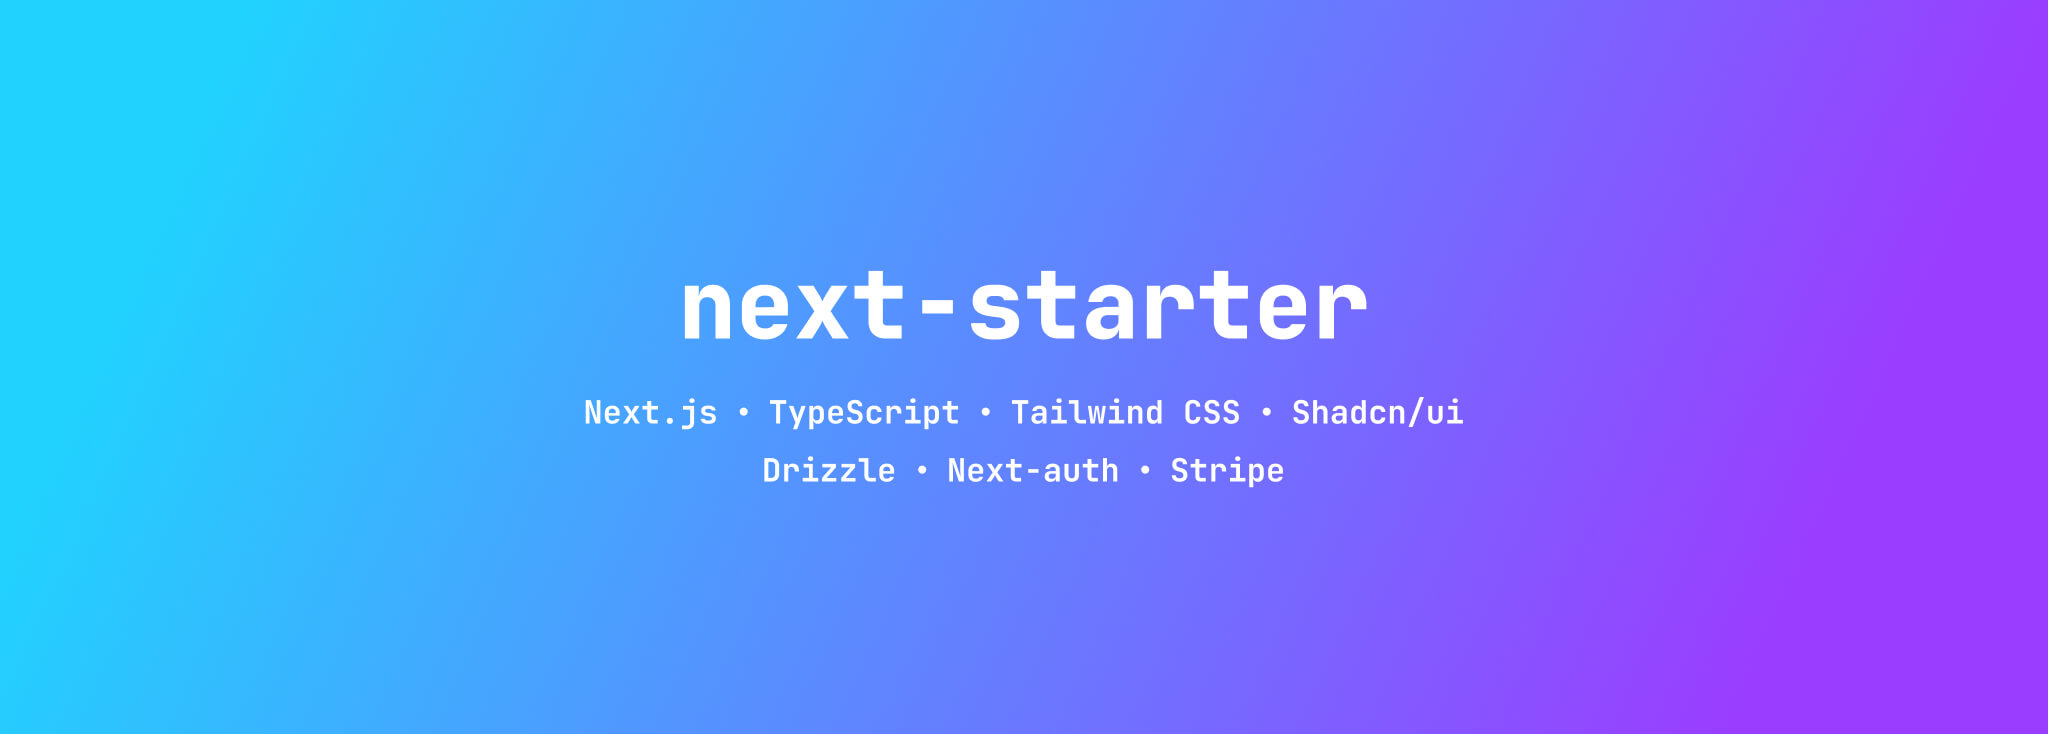 next-starter
Next.js • TypeScript • Tailwind CSS • Shadcn/ui
Drizzle • Next-auth • Stripe